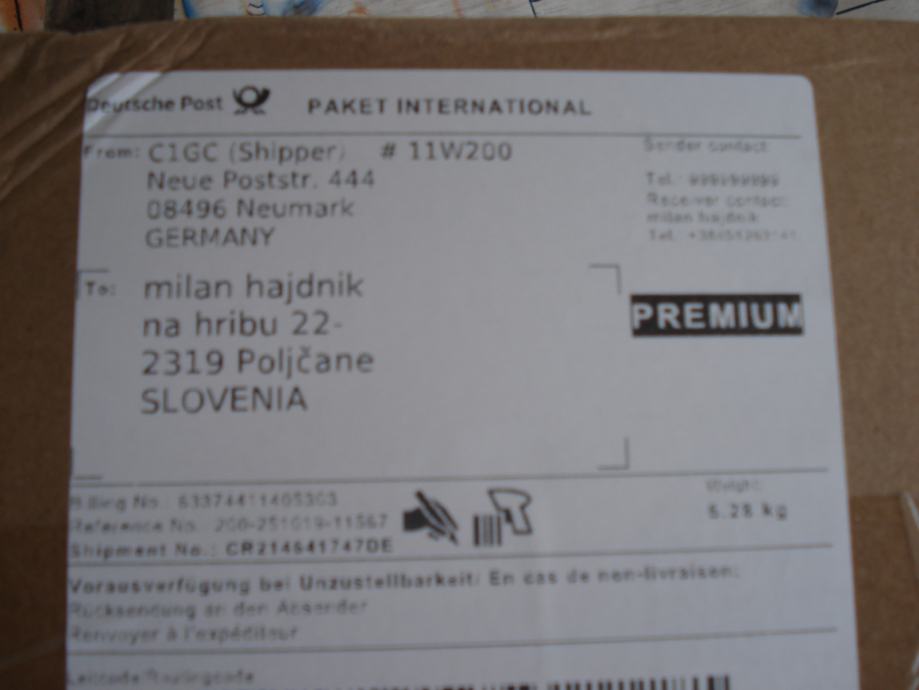 Deutsche Post PAKET INTERNATIONAL
From: C1GC (Shipper) # 11W200
Neue Poststr. 444
08496 Neumark
GERMANY
Sender contact:
Tel.: 999999999
Receiver contact:
milan hajdnik
Tel.:
To: milan hajdnik
na hribu 22-
2319 Poljčane
SLOVENIA
PREMIUM
Billing No.: 63374411405303
Reference No.: 200-251019-11567
Shipment No.: CR214641747DE
Weight:
kg
Vorausverfügung bei Unzustellbarkeit/ En cas de non-livraison:
Rücksendung an den Absender
Renvoyer à l'expéditeur
Leitcode/Routingcode